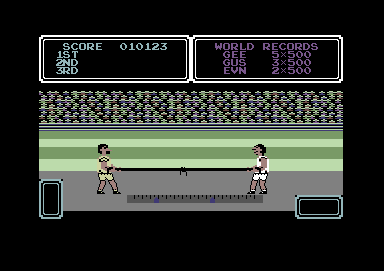 SCORE 010123
1ST
2ND
3RD
WORLD RECORDS
GEE 5×500
GUS 3×500
EVN 2×500